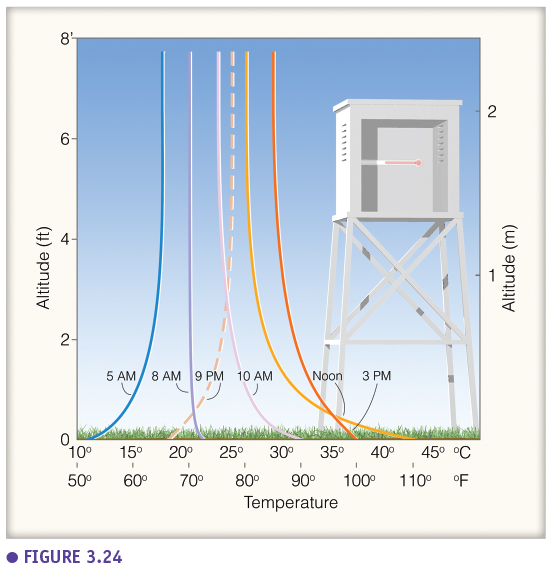 8'
6
4
2
0
Altitude (ft)
2
1
Altitude (m)
5 AM 8 AM 9 PM 10 AM Noon 3 PM
10° 15° 20° 25° 30° 35° 40° 45° °C
50° 60° 70° 80° 90° 100° 110° °F
Temperature
● FIGURE 3.24